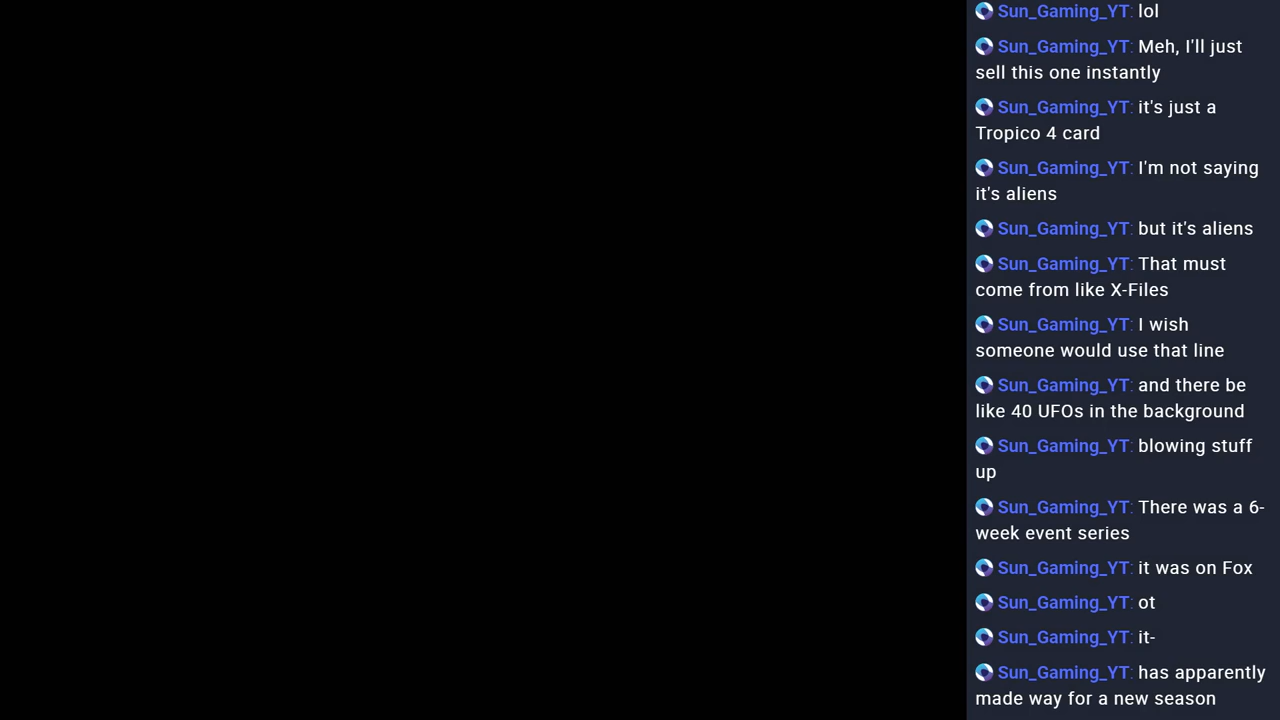 Sun_Gaming_YT: lol
Sun_Gaming_YT: Meh, I'll just
sell this one instantly
Sun_Gaming_YT: it's just a
Tropico 4 card
Sun_Gaming_YT: I'm not saying
it's aliens
Sun_Gaming_YT: but it's aliens
Sun_Gaming_YT: That must
come from like X-Files
Sun_Gaming_YT: I wish
someone would use that line
Sun_Gaming_YT: and there be
like 40 UFOs in the background
Sun_Gaming_YT: blowing stuff
up
Sun_Gaming_YT: There was a 6-
week event series
Sun_Gaming_YT: it was on Fox
Sun_Gaming_YT: ot
Sun_Gaming_YT: it-
Sun_Gaming_YT: has apparently
made way for a new season